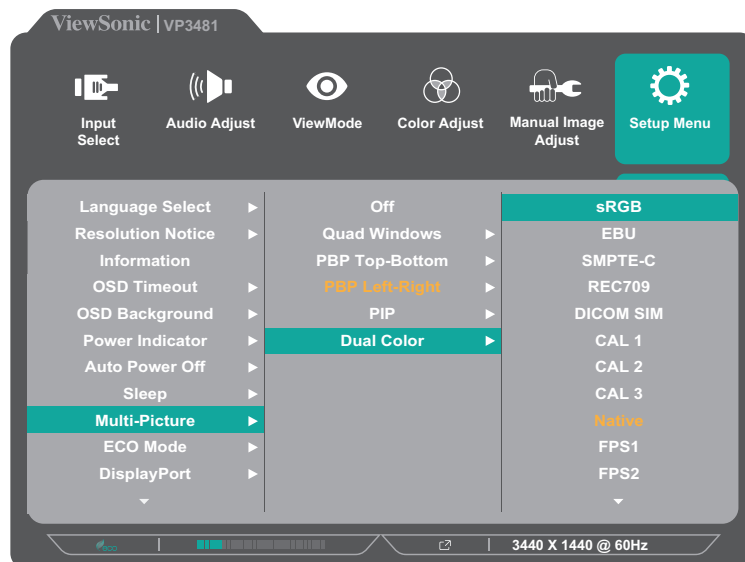 ViewSonic | VP3481
Input Select
Audio Adjust
ViewMode
Color Adjust
Manual Image Adjust
Setup Menu
Language Select
Resolution Notice
Information
OSD Timeout
OSD Background
Power Indicator
Auto Power Off
Sleep
Multi-Picture
ECO Mode
DisplayPort
Off
Quad Windows
PBP Top-Bottom
PBP Left-Right
PIP
Dual Color
sRGB
EBU
SMPTE-C
REC709
DICOM SIM
CAL 1
CAL 2
CAL 3
Native
FPS1
FPS2
eco
3440 X 1440 @ 60Hz